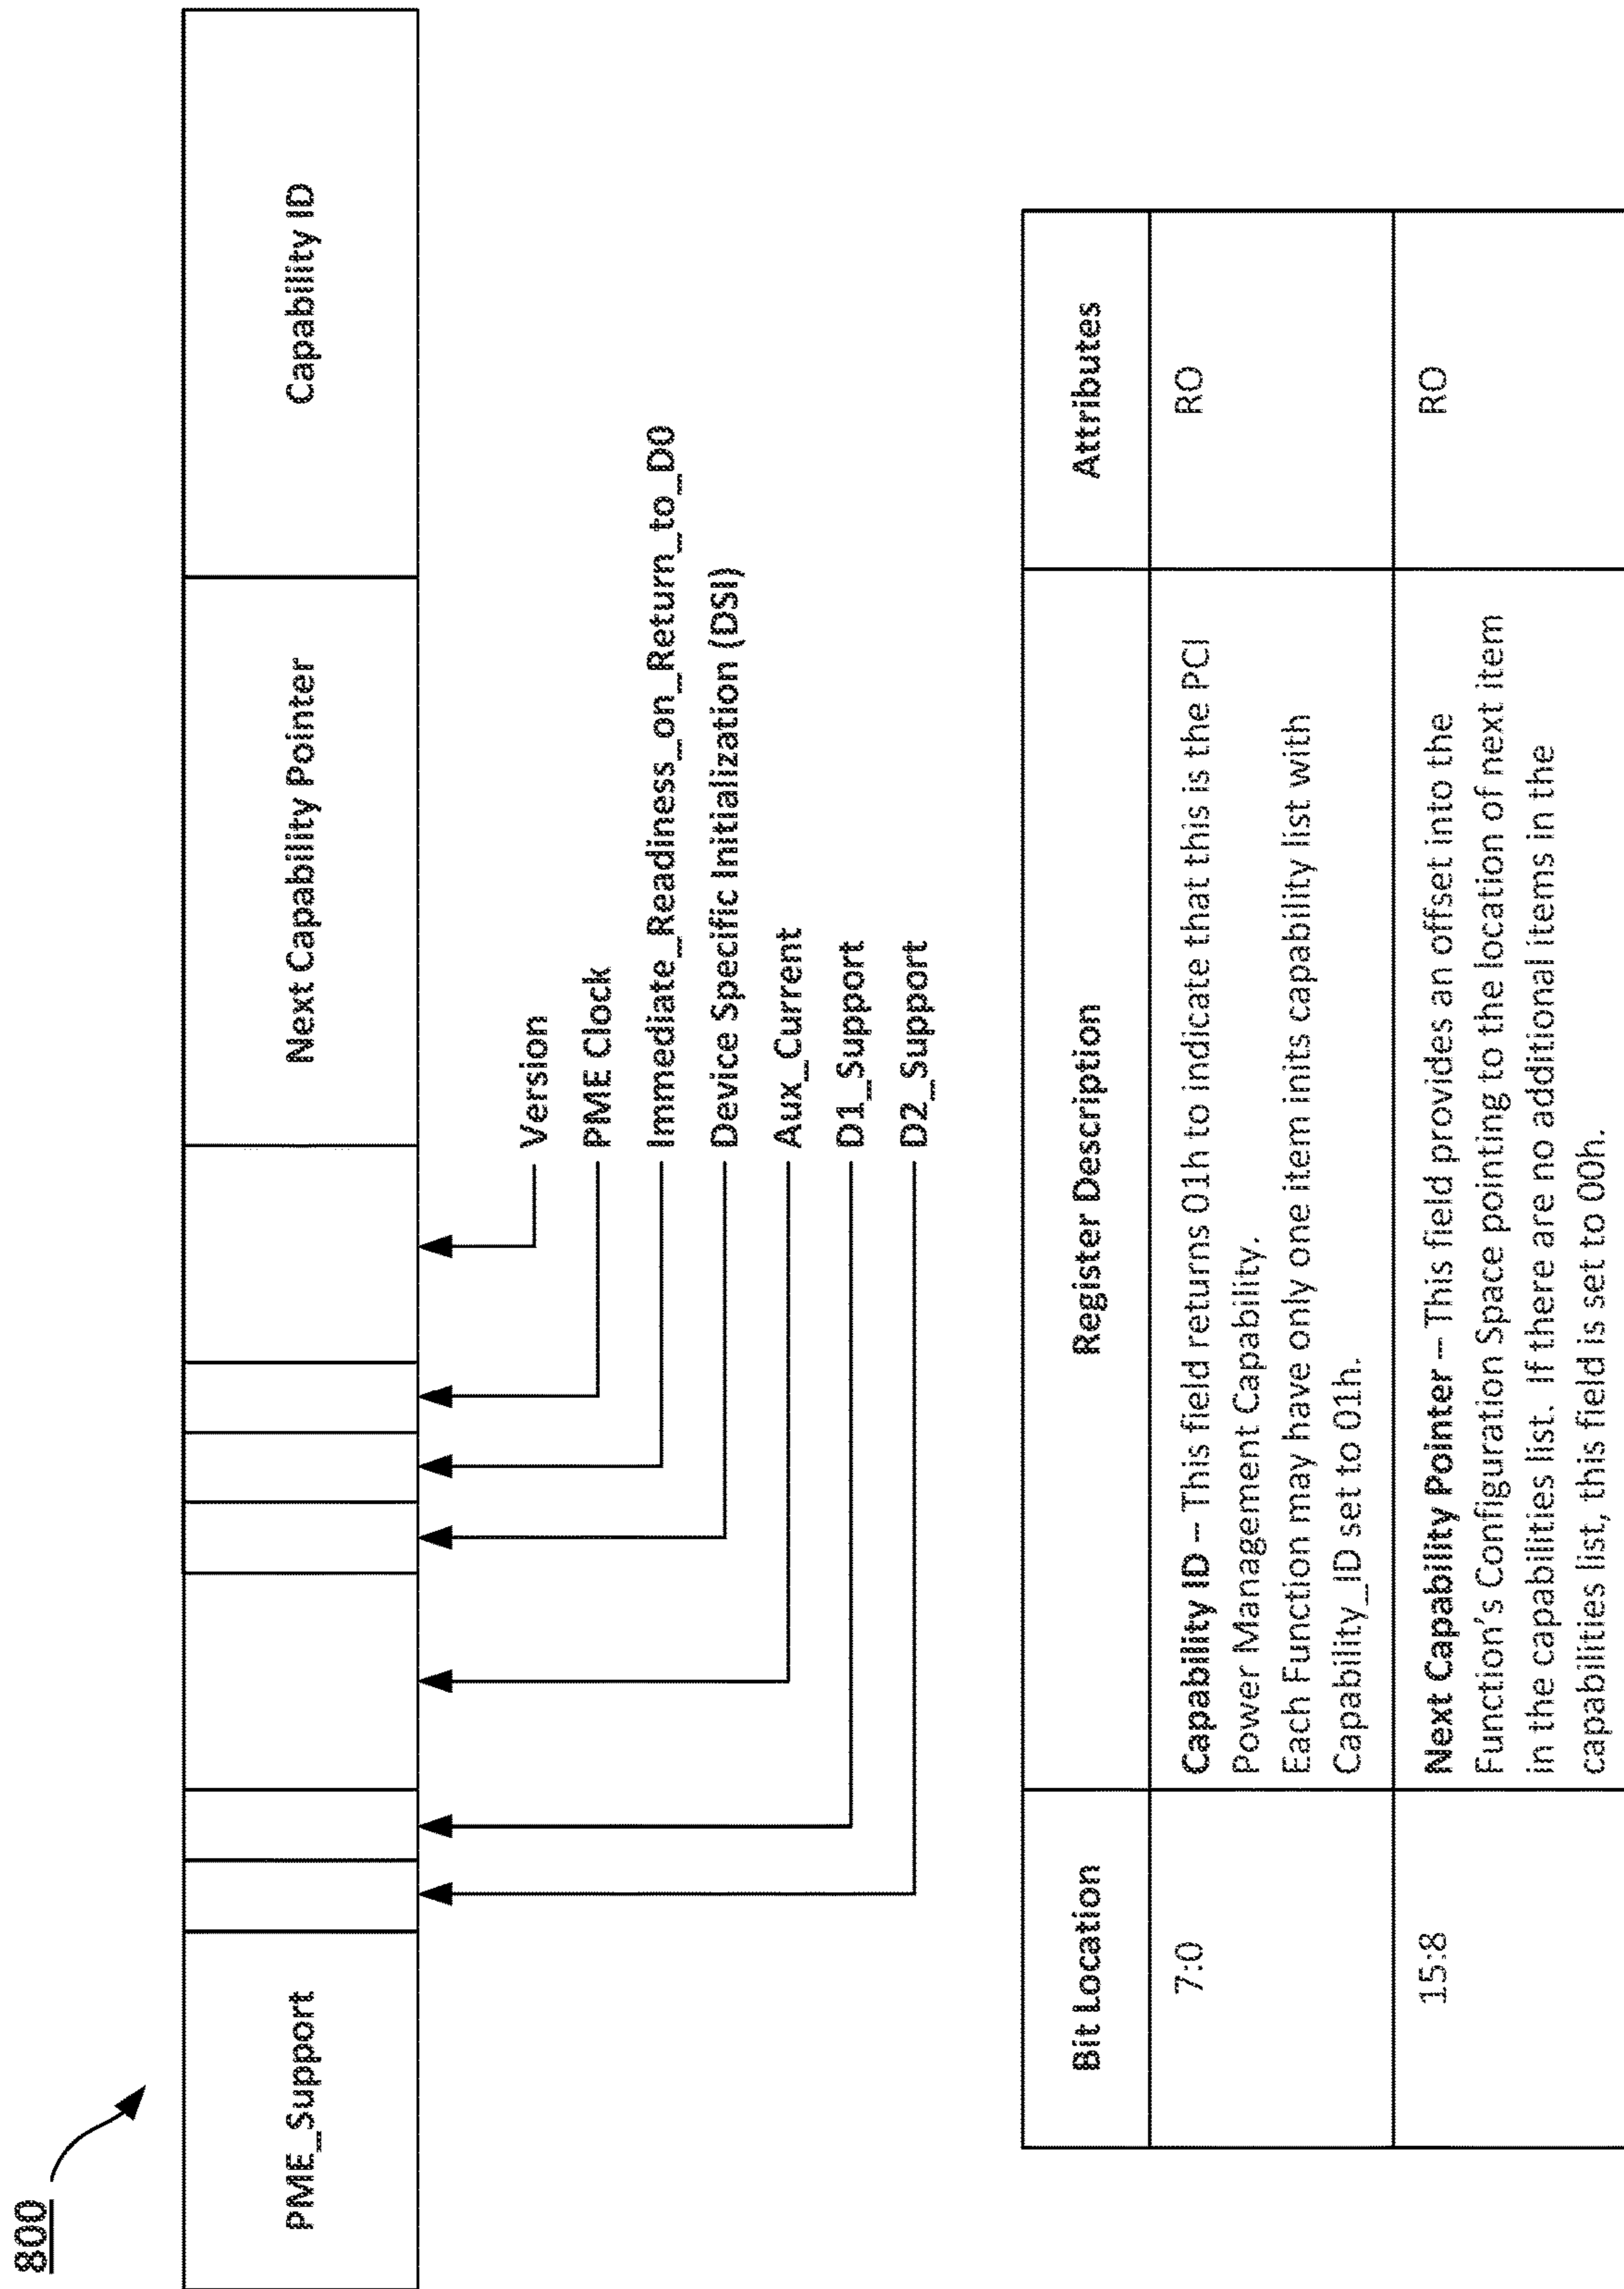 800
PME_Support
Next Capability Pointer
Capability ID
Version
PME Clock
Immediate_Readiness_on_Return_to_D0
Device Specific Initialization (DSI)
Aux_Current
D1_Support
D2_Support
Bit Location
Register Description
Attributes
7:0
Capability ID – This field returns 01h to indicate that this is the PCI
Power Management Capability.
Each Function may have only one item inits capability list with
Capability_ID set to 01h.
RO
15:8
Next Capability Pointer – This field provides an offset into the
Function's Configuration Space pointing to the location of next item
in the capabilities list. If there are no additional items in the
capabilities list, this field is set to 00h.
RO